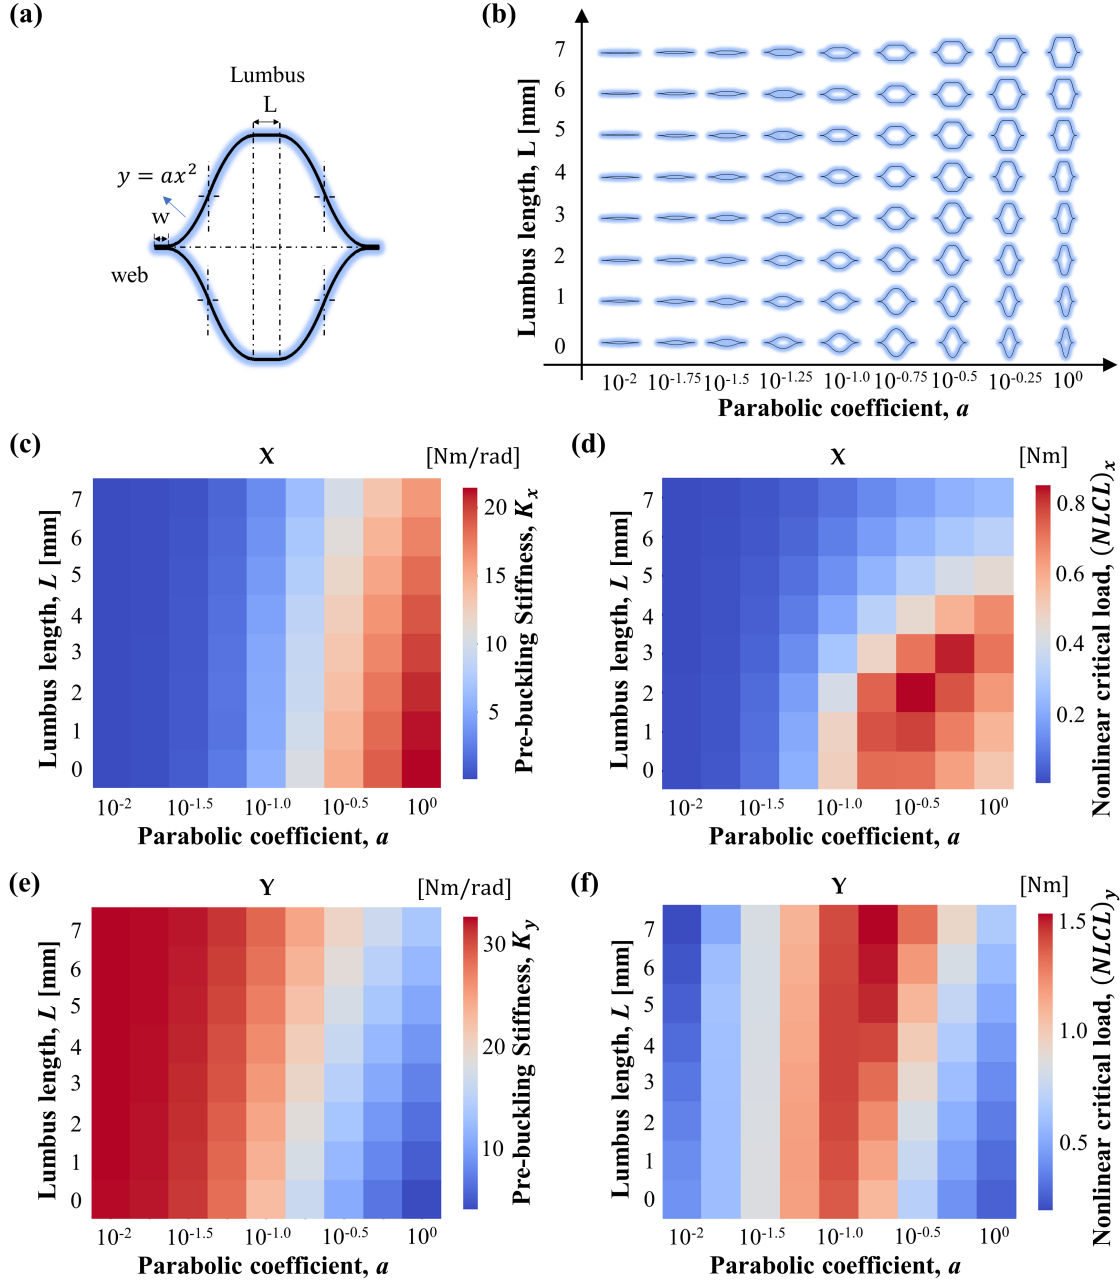 (a)
Lumbus
L
y = ax²
w
web
(b)
Lumbus length, L [mm]
7
6
5
4
3
2
1
0
10⁻² 10⁻¹·⁷⁵ 10⁻¹·⁵ 10⁻¹·²⁵ 10⁻¹·⁰ 10⁻⁰·⁷⁵ 10⁻⁰·⁵ 10⁻⁰·²⁵ 10⁰
Parabolic coefficient, a
(c)
X
[Nm/rad]
Lumbus length, L [mm]
7
6
5
4
3
2
1
0
10⁻² 10⁻¹·⁵ 10⁻¹·⁰ 10⁻⁰·⁵ 10⁰
Parabolic coefficient, a
20
15
10
5
Pre-buckling Stiffness, Kₓ
(d)
X
[Nm]
Lumbus length, L [mm]
7
6
5
4
3
2
1
0
10⁻² 10⁻¹·⁵ 10⁻¹·⁰ 10⁻⁰·⁵ 10⁰
Parabolic coefficient, a
0.8
0.6
0.4
0.2
Nonlinear critical load, (NLCL)ₓ
(e)
Y
[Nm/rad]
Lumbus length, L [mm]
7
6
5
4
3
2
1
0
10⁻² 10⁻¹·⁵ 10⁻¹·⁰ 10⁻⁰·⁵ 10⁰
Parabolic coefficient, a
30
20
10
Pre-buckling Stiffness, K_y
(f)
Y
[Nm]
Lumbus length, L [mm]
7
6
5
4
3
2
1
0
10⁻² 10⁻¹·⁵ 10⁻¹·⁰ 10⁻⁰·⁵ 10⁰
Parabolic coefficient, a
1.5
1.0
0.5
Nonlinear critical load, (NLCL)_y